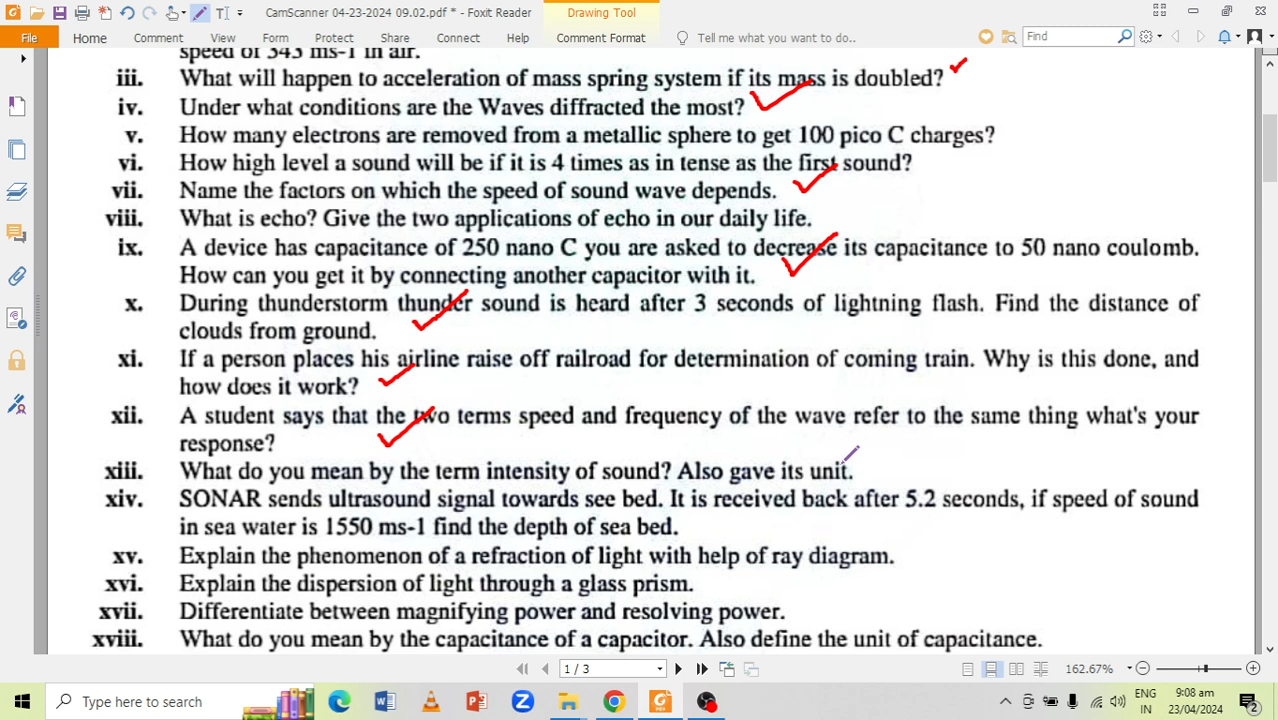 CamScanner 04-23-2024 09.02.pdf * - Foxit Reader
Drawing Tool
File
Home
Comment
View
Form
Protect
Share
Connect
Help
Comment Format
Tell me what you want to do..
Find
speed of 343 ms-1 in air.
iii. What will happen to acceleration of mass spring system if its mass is doubled?
iv. Under what conditions are the Waves diffracted the most?
v. How many electrons are removed from a metallic sphere to get 100 pico C charges?
vi. How high level a sound will be if it is 4 times as in tense as the first sound?
vii. Name the factors on which the speed of sound wave depends.
viii. What is echo? Give the two applications of echo in our daily life.
ix. A device has capacitance of 250 nano C you are asked to decrease its capacitance to 50 nano coulomb.
How can you get it by connecting another capacitor with it.
x. During thunderstorm thunder sound is heard after 3 seconds of lightning flash. Find the distance of
clouds from ground.
xi. If a person places his airline raise off railroad for determination of coming train. Why is this done, and
how does it work?
xii. A student says that the two terms speed and frequency of the wave refer to the same thing what's your
response?
xiii. What do you mean by the term intensity of sound? Also gave its unit.
xiv. SONAR sends ultrasound signal towards see bed. It is received back after 5.2 seconds, if speed of sound
in sea water is 1550 ms-1 find the depth of sea bed.
xv. Explain the phenomenon of a refraction of light with help of ray diagram.
xvi. Explain the dispersion of light through a glass prism.
xvii. Differentiate between magnifying power and resolving power.
xviii. What do you mean by the capacitance of a capacitor. Also define the unit of capacitance.
1 / 3
162.67%
Type here to search
ENG
IN
9:08 am
23/04/2024
2